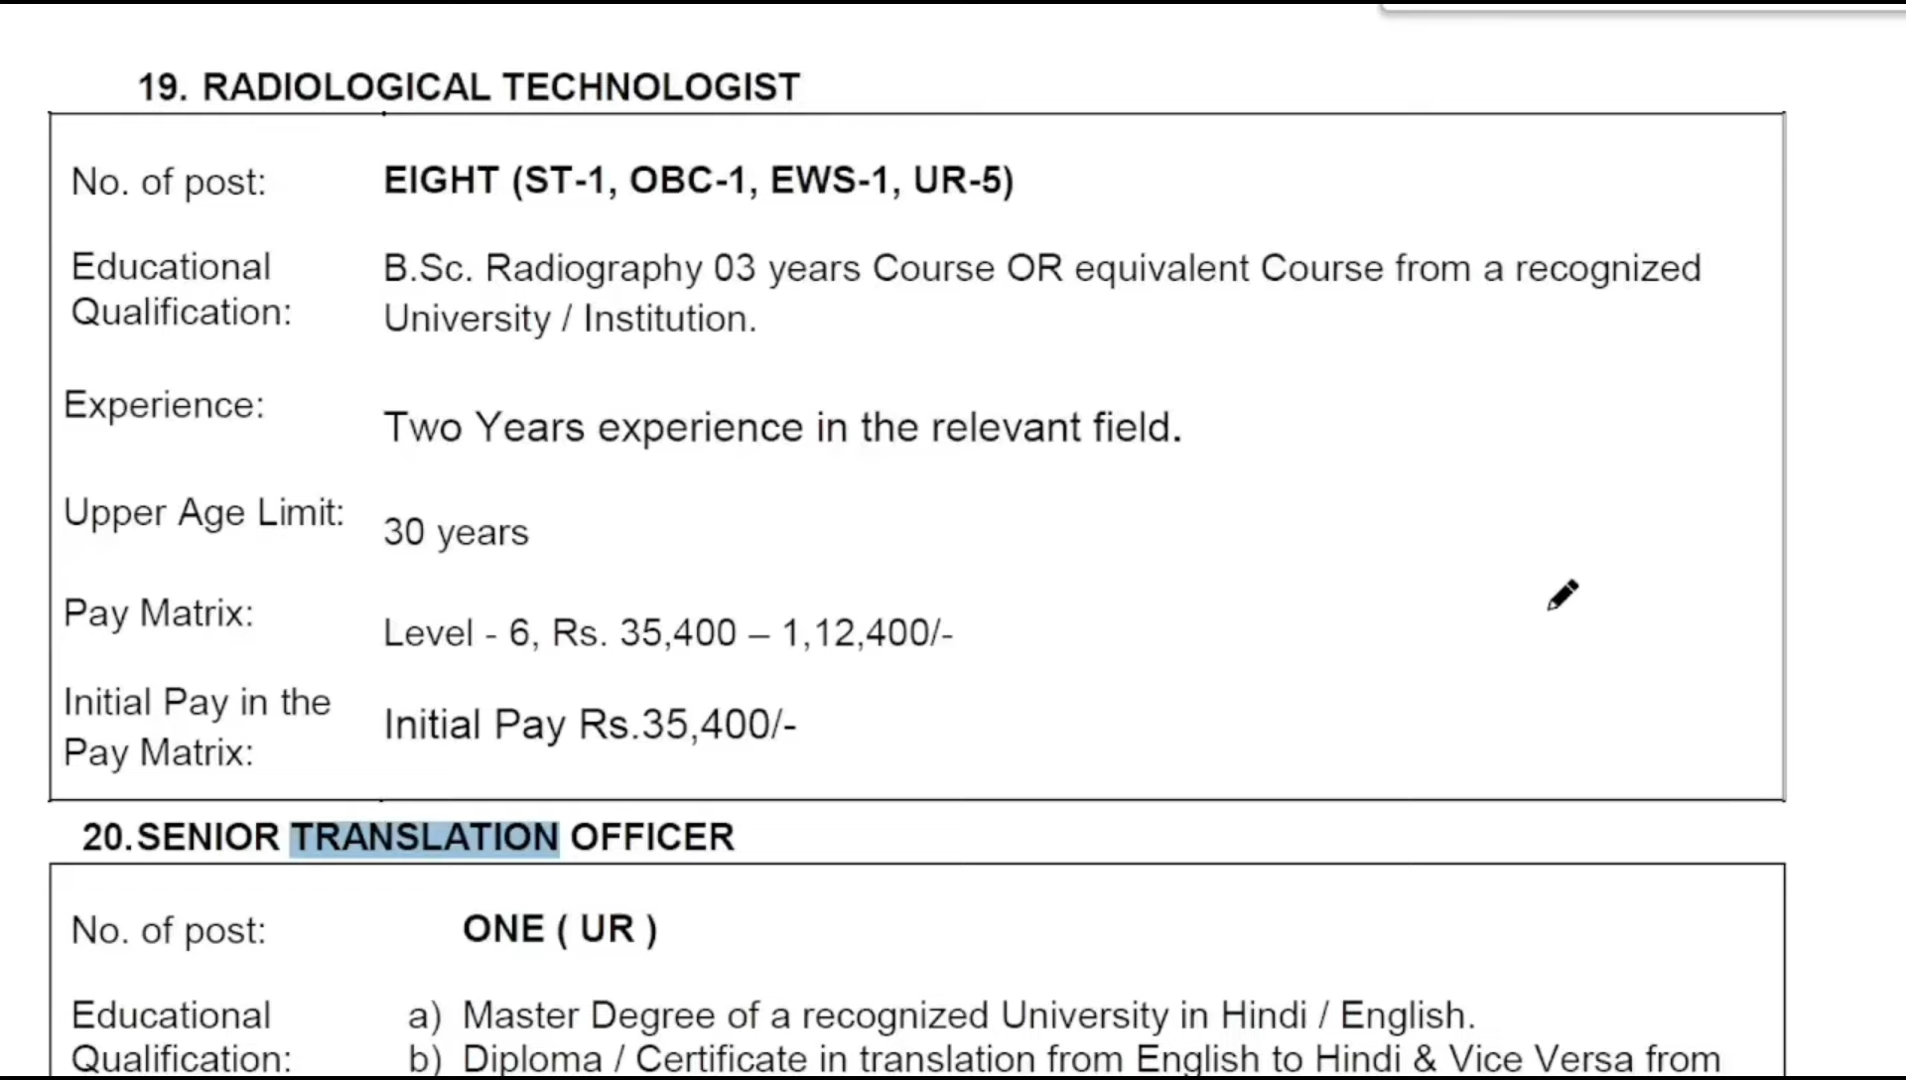 19. RADIOLOGICAL TECHNOLOGIST
No. of post: EIGHT (ST-1, OBC-1, EWS-1, UR-5)
Educational B.Sc. Radiography 03 years Course OR equivalent Course from a recognized
Qualification: University / Institution.
Experience: Two Years experience in the relevant field.
Upper Age Limit: 30 years
Pay Matrix: Level - 6, Rs. 35,400 – 1,12,400/-
Initial Pay in the Initial Pay Rs.35,400/-
Pay Matrix:
20.SENIOR TRANSLATION OFFICER
No. of post: ONE ( UR )
Educational a) Master Degree of a recognized University in Hindi / English.
Qualification: b) Diploma / Certificate in translation from English to Hindi & Vice Versa from